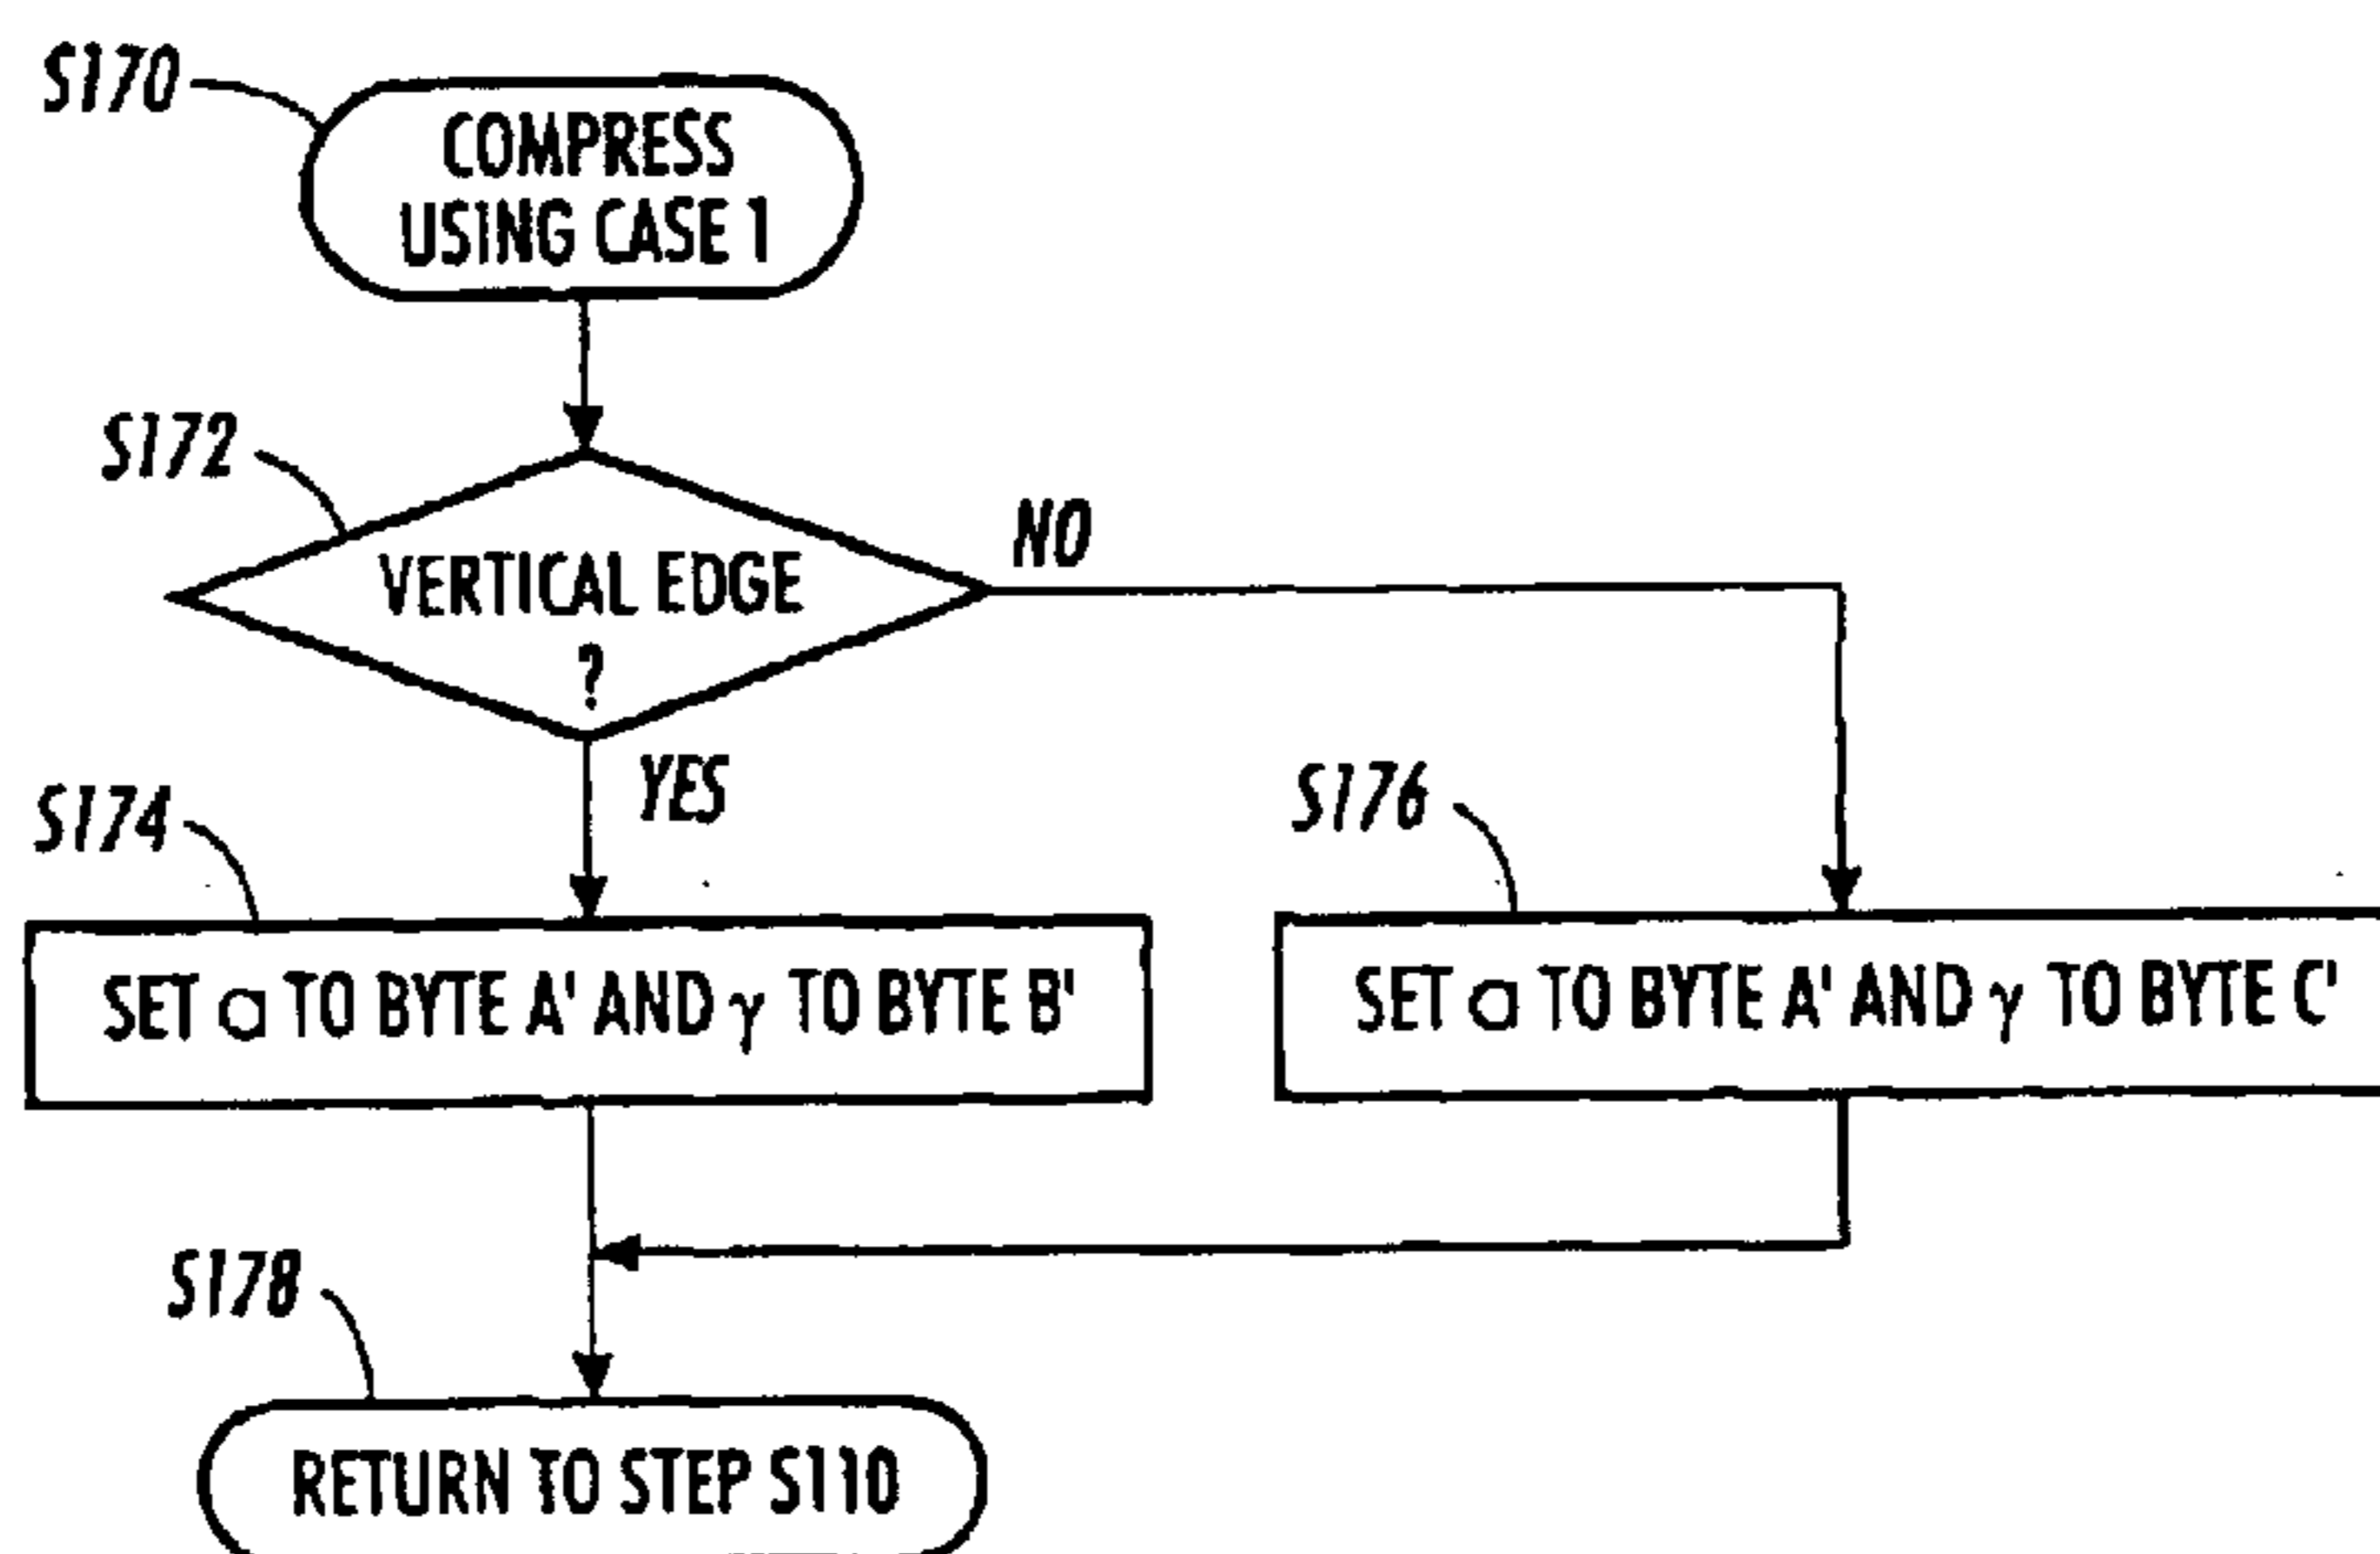 S170
COMPRESS
USING CASE 1
S172
VERTICAL EDGE
?
NO
YES
S174
S176
SET α TO BYTE A' AND γ TO BYTE B'
SET α TO BYTE A' AND γ TO BYTE C'
S178
RETURN TO STEP S110